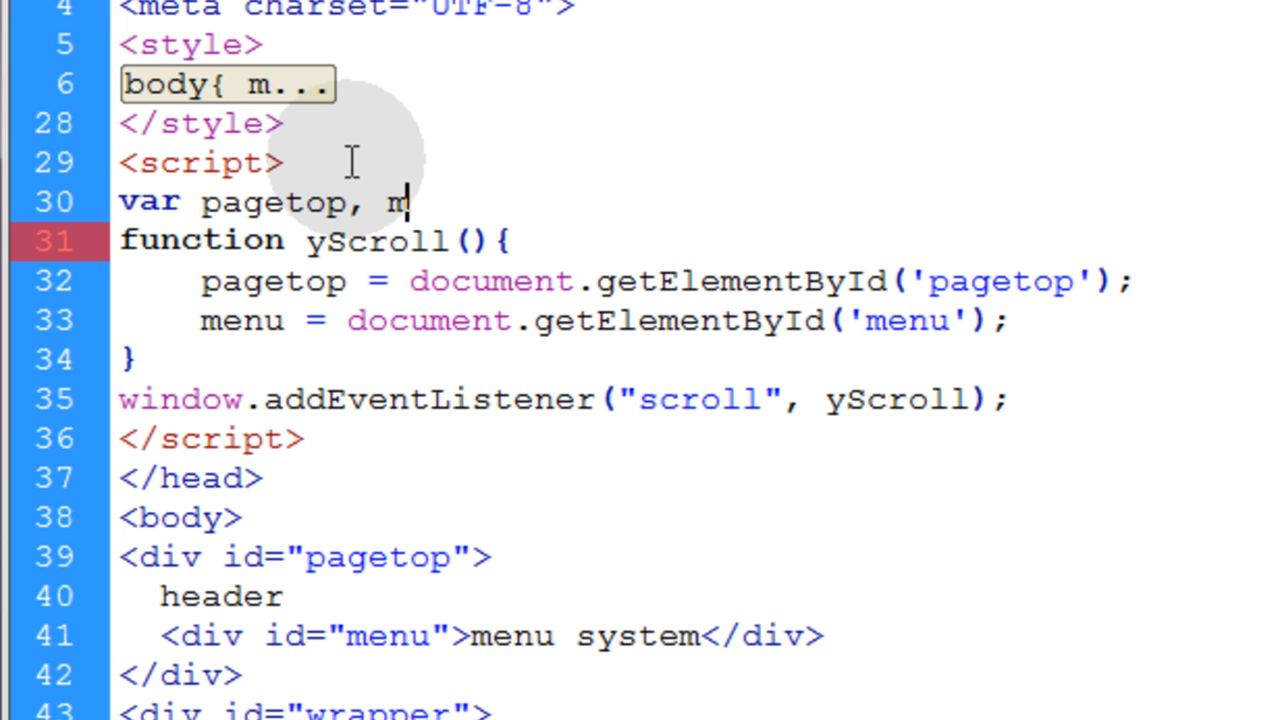 4 <meta charset="UTF-8">
5 <style>
6 body{ m...
28 </style>
29 <script>
30 var pagetop, m
31 function yScroll(){
32 pagetop = document.getElementById('pagetop');
33 menu = document.getElementById('menu');
34 }
35 window.addEventListener("scroll", yScroll);
36 </script>
37 </head>
38 <body>
39 <div id="pagetop">
40 header
41 <div id="menu">menu system</div>
42 </div>
43 <div id="wrapper">